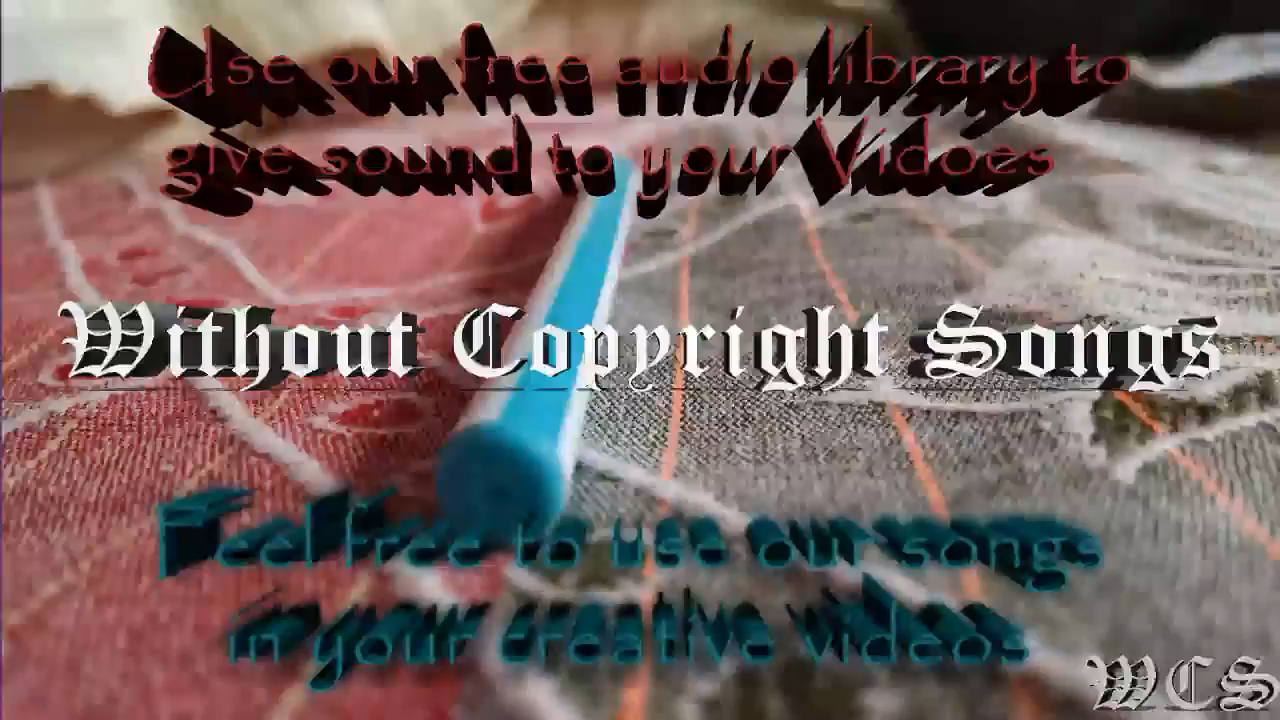 Use our free audio library to
give sound to your Vidoes
Without Copyright Songs
Feel free to use our songs
in your creative videos
WCS